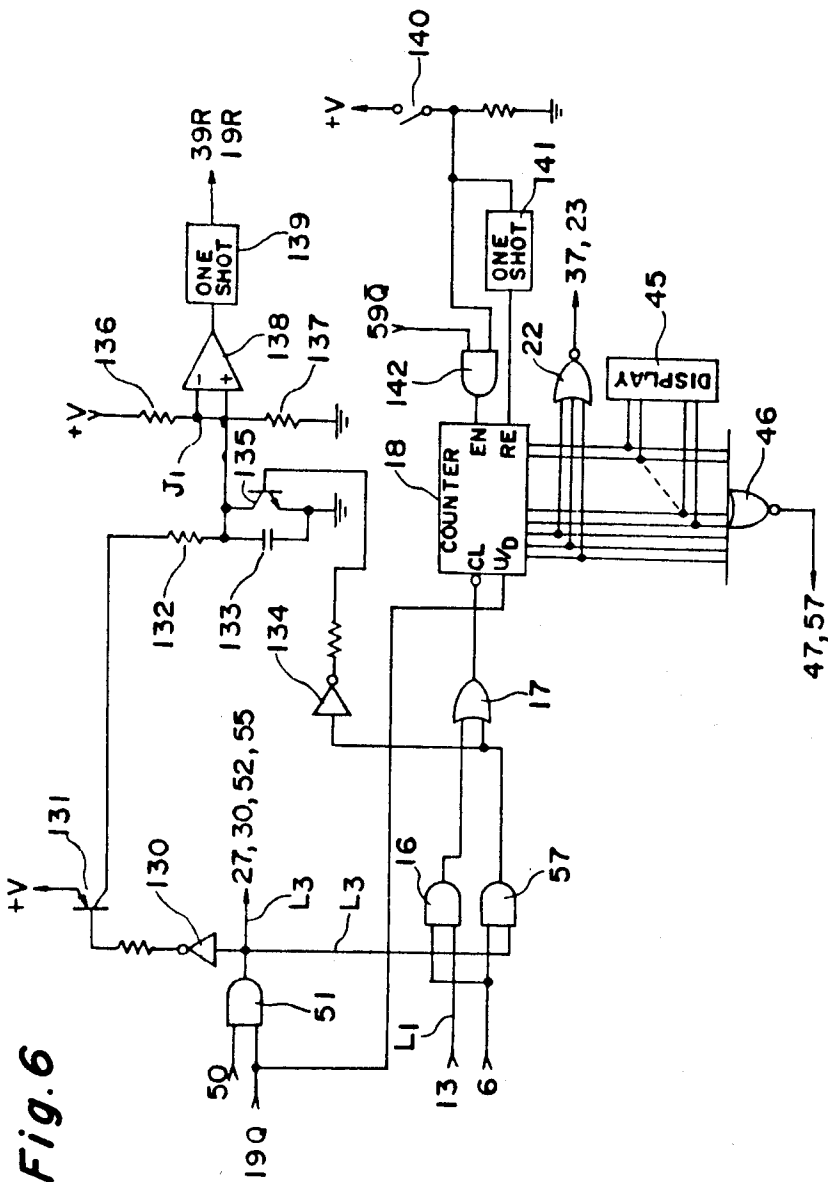 Fig. 6
+V
131
130
50
19Q
51
L3
27, 30, 52, 55
L3
13
L1
6
16
57
17
134
132
133
135
J1
+V
136
-
+
138
137
ONE
SHOT
139
39R
19R
COUNTER
18
CL
U/D
EN
RE
142
59Q̅
ONE
SHOT
141
+V
140
22
37, 23
DISPLAY
45
46
47, 57